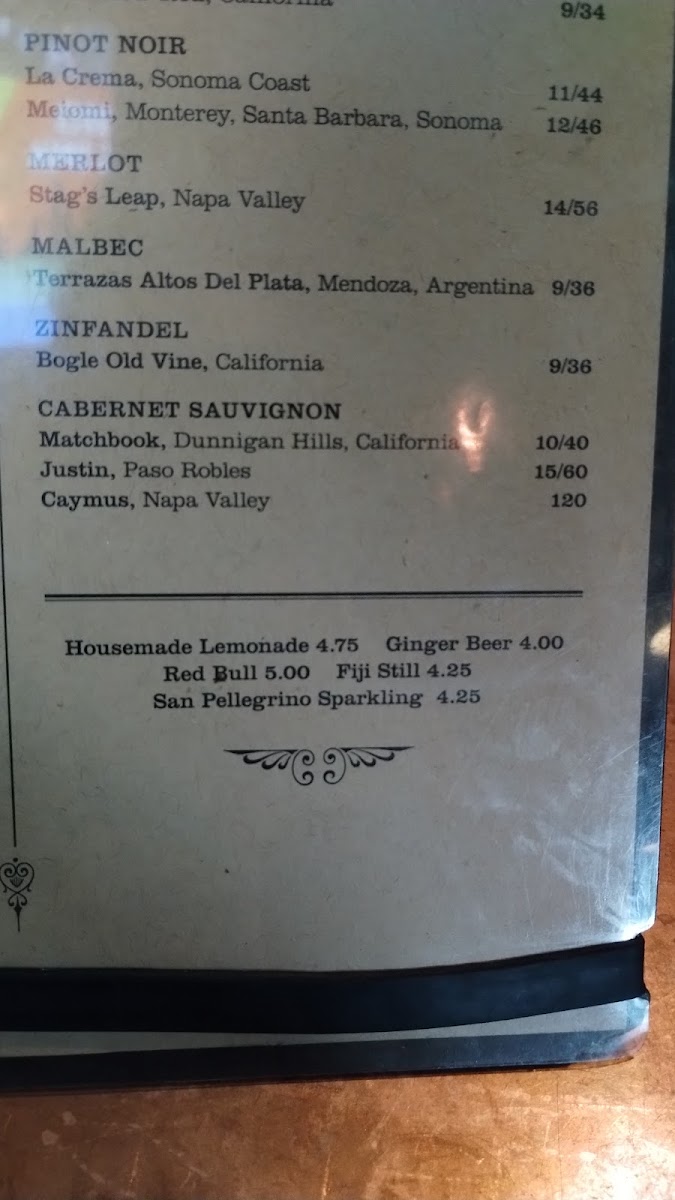 California 9/34
PINOT NOIR
La Crema, Sonoma Coast 11/44
Meiomi, Monterey, Santa Barbara, Sonoma 12/46
MERLOT
Stag's Leap, Napa Valley 14/56
MALBEC
Terrazas Altos Del Plata, Mendoza, Argentina 9/36
ZINFANDEL
Bogle Old Vine, California 9/36
CABERNET SAUVIGNON
Matchbook, Dunnigan Hills, California 10/40
Justin, Paso Robles 15/60
Caymus, Napa Valley 120
Housemade Lemonade 4.75 Ginger Beer 4.00
Red Bull 5.00 Fiji Still 4.25
San Pellegrino Sparkling 4.25